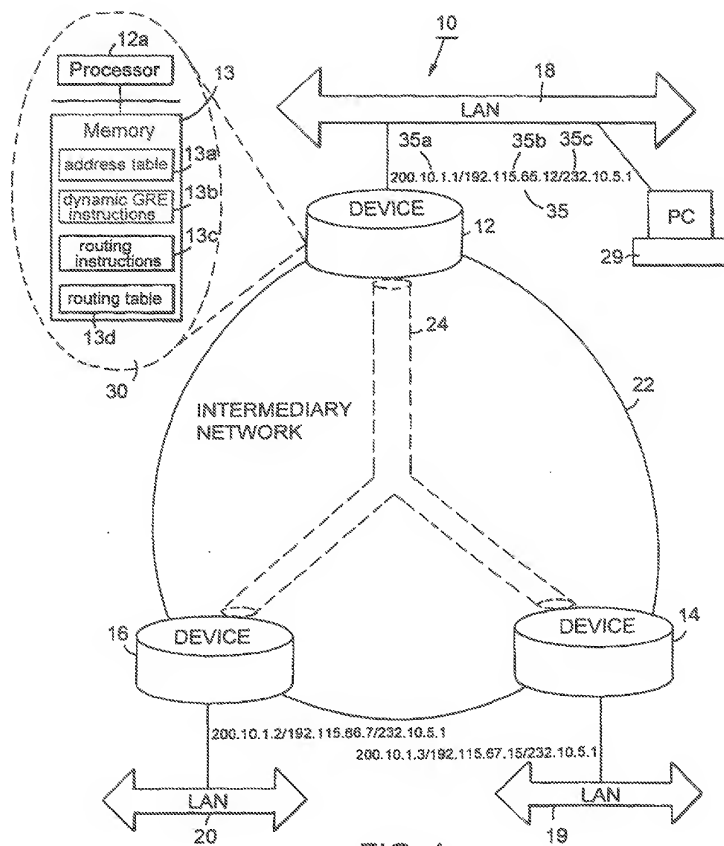 12a
10
Processor
13
18
LAN
Memory
35a
35b
35c
13a
address table
200.10.1.1/192.115.65.12/232.10.5.1
13b
dynamic GRE
instructions
DEVICE
35
PC
13c
routing
instructions
12
29
routing table
13d
24
30
INTERMEDIARY
NETWORK
22
16
DEVICE
DEVICE
14
200.10.1.2/192.115.66.7/232.10.5.1
200.10.1.3/192.115.67.15/232.10.5.1
LAN
LAN
20
19